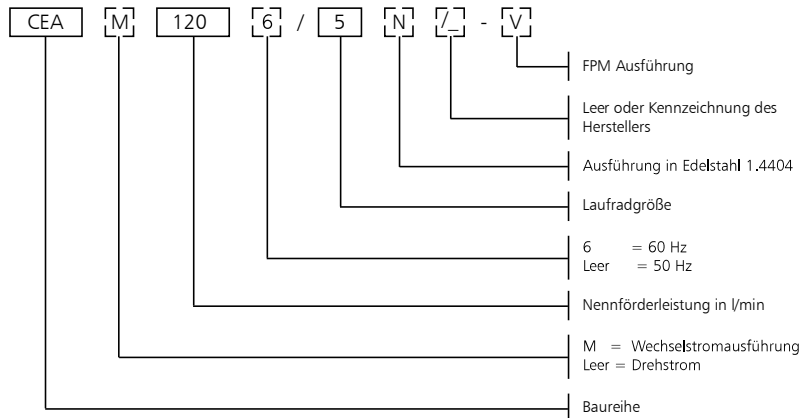 CEA M 120 6 / 5 N /_ - V
FPM Ausführung
Leer oder Kennzeichnung des
Herstellers
Ausführung in Edelstahl 1.4404
Laufradgröße
6 = 60 Hz
Leer = 50 Hz
Nennförderleistung in l/min
M = Wechselstromausführung
Leer = Drehstrom
Baureihe